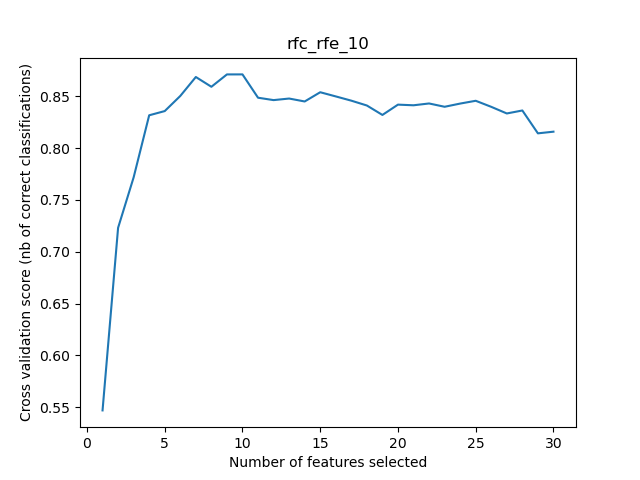 rfc_rfe_10
Cross validation score (nb of correct classifications)
0.85
0.80
0.75
0.70
0.65
0.60
0.55
0 5 10 15 20 25 30
Number of features selected